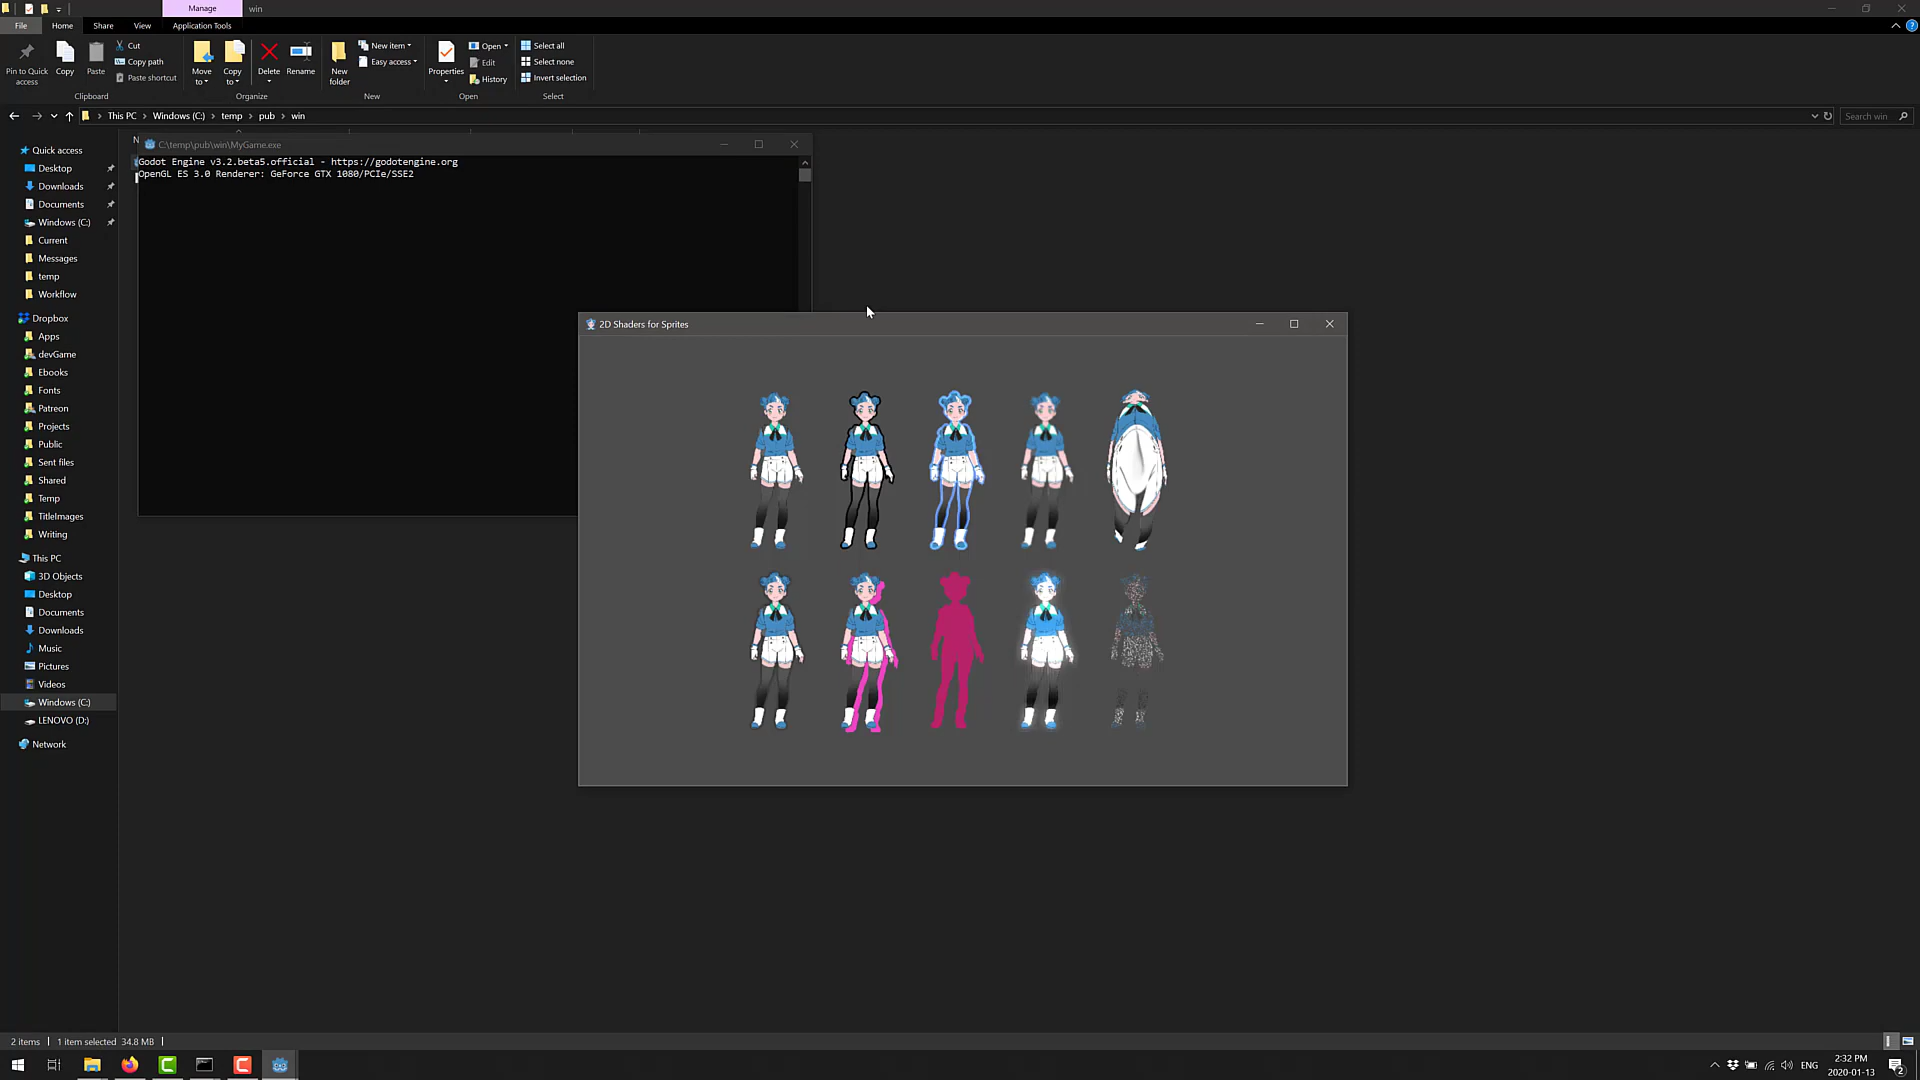 Manage
win
File
Home
Share
View
Application Tools
Pin to Quick access
Copy
Paste
Cut
Copy path
Paste shortcut
Clipboard
Move to
Copy to
Delete
Rename
Organize
New folder
New item
Easy access
New
Properties
Open
Edit
History
Open
Select all
Select none
Invert selection
Select
This PC
Windows (C:)
temp
pub
win
Search win
C:\temp\pub\win\MyGame.exe
Godot Engine v3.2.beta5.official - https://godotengine.org
OpenGL ES 3.0 Renderer: GeForce GTX 1080/PCIe/SSE2
2D Shaders for Sprites
Quick access
Desktop
Downloads
Documents
Windows (C:)
Current
Messages
temp
Workflow
Dropbox
Apps
devGame
Ebooks
Fonts
Patreon
Projects
Public
Sent files
Shared
Temp
TitleImages
Writing
This PC
3D Objects
Desktop
Documents
Downloads
Music
Pictures
Videos
Windows (C:)
LENOVO (D:)
Network
2 items
1 item selected 34.8 MB
ENG
2:32 PM
2020-01-13
2